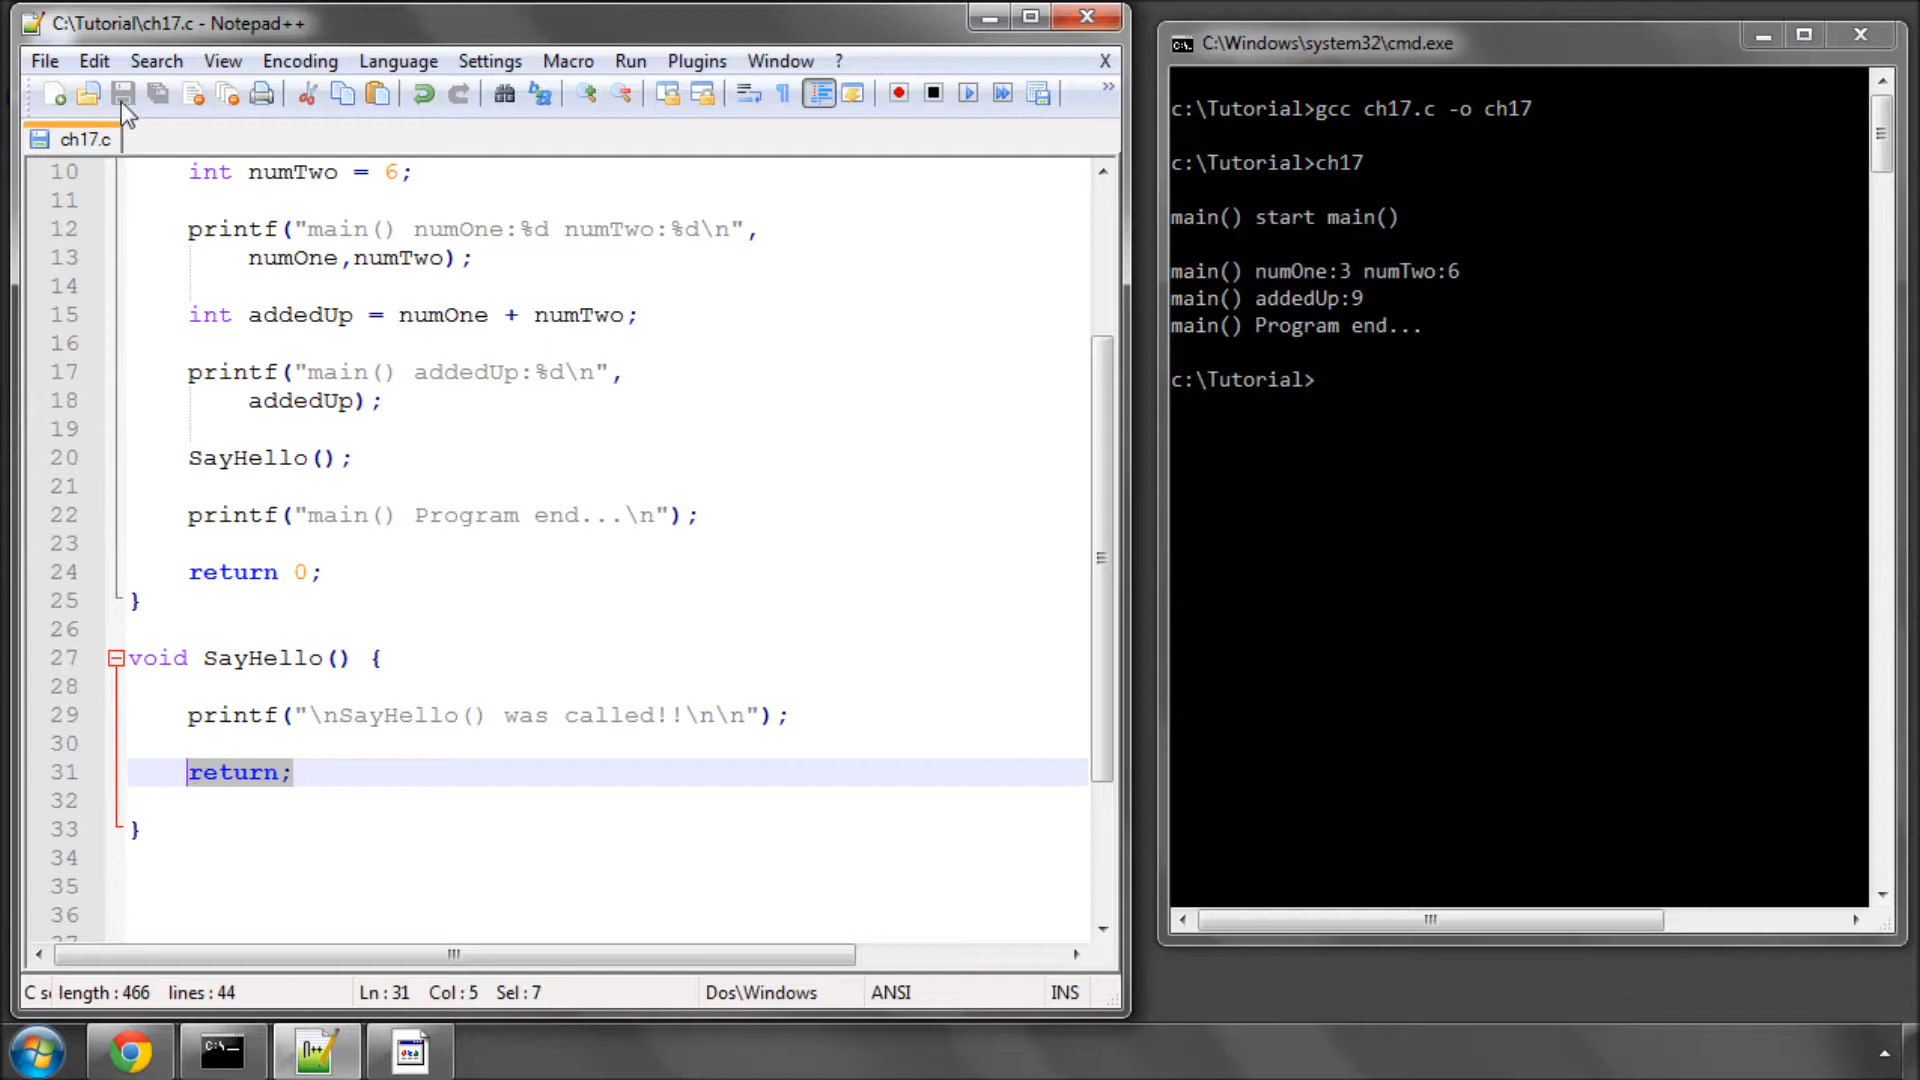 C:\Tutorial\ch17.c - Notepad++
File Edit Search View Encoding Language Settings Macro Run Plugins Window ? X
ch17.c
10 int numTwo = 6;
11
12 printf("main() numOne:%d numTwo:%d\n",
13 numOne,numTwo);
14
15 int addedUp = numOne + numTwo;
16
17 printf("main() addedUp:%d\n",
18 addedUp);
19
20 SayHello();
21
22 printf("main() Program end...\n");
23
24 return 0;
25 }
26
27 void SayHello() {
28
29 printf("\nSayHello() was called!!\n\n");
30
31 return;
32
33 }
34
35
36
C length : 466 lines : 44 Ln : 31 Col : 5 Sel : 7 Dos\Windows ANSI INS
C:\Windows\system32\cmd.exe
c:\Tutorial>gcc ch17.c -o ch17
c:\Tutorial>ch17
main() start main()
main() numOne:3 numTwo:6
main() addedUp:9
main() Program end...
c:\Tutorial>